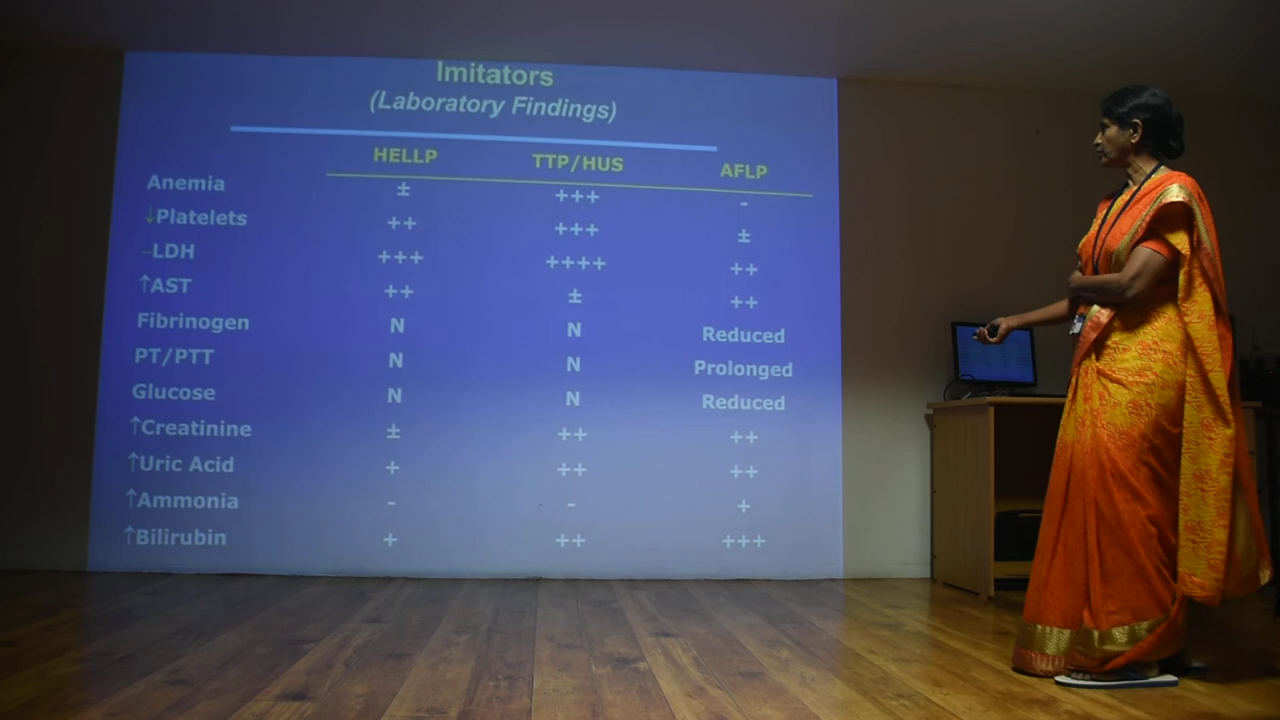 Imitators
(Laboratory Findings)
HELLP TTP/HUS AFLP
Anemia ± +++ -
↓Platelets ++ +++ ±
–LDH +++ ++++ ++
↑AST ++ ± ++
Fibrinogen N N Reduced
PT/PTT N N Prolonged
Glucose N N Reduced
↑Creatinine ± ++ ++
↑Uric Acid + ++ ++
↑Ammonia - - +
↑Bilirubin + ++ +++